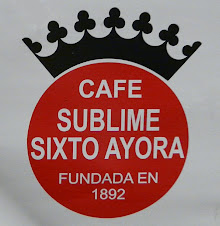 CAFE
SUBLIME
SIXTO AYORA
FUNDADA EN
1892